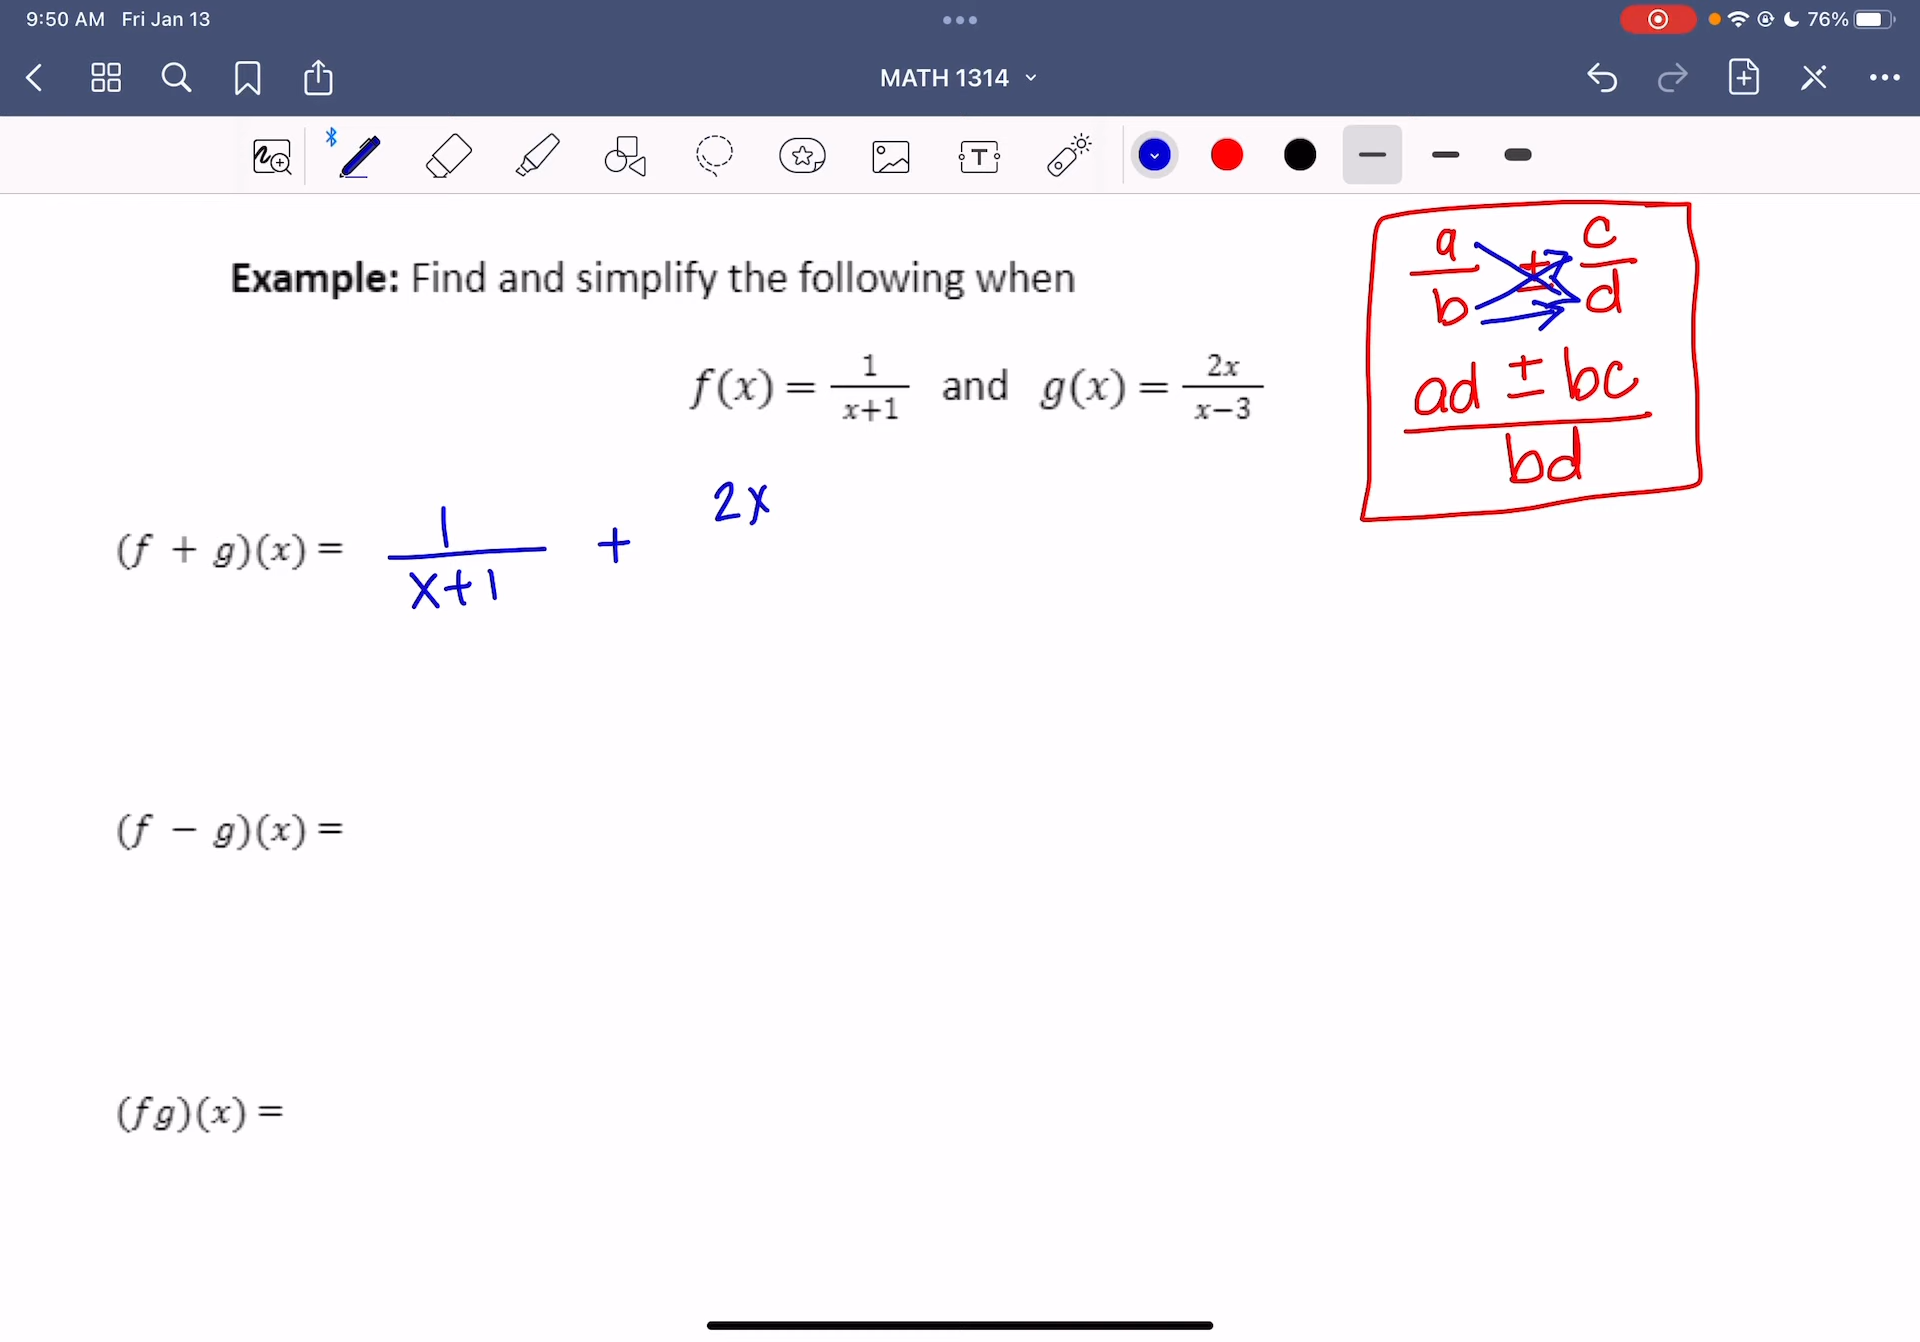 9:50 AM Fri Jan 13
76%
MATH 1314
T
Example: Find and simplify the following when
f(x) = 1/(x+1) and g(x) = 2x/(x−3)
a/b ± c/d
(ad ± bc)/bd
(f + g)(x) = 1/(x+1) + 2x
(f − g)(x) =
(fg)(x) =